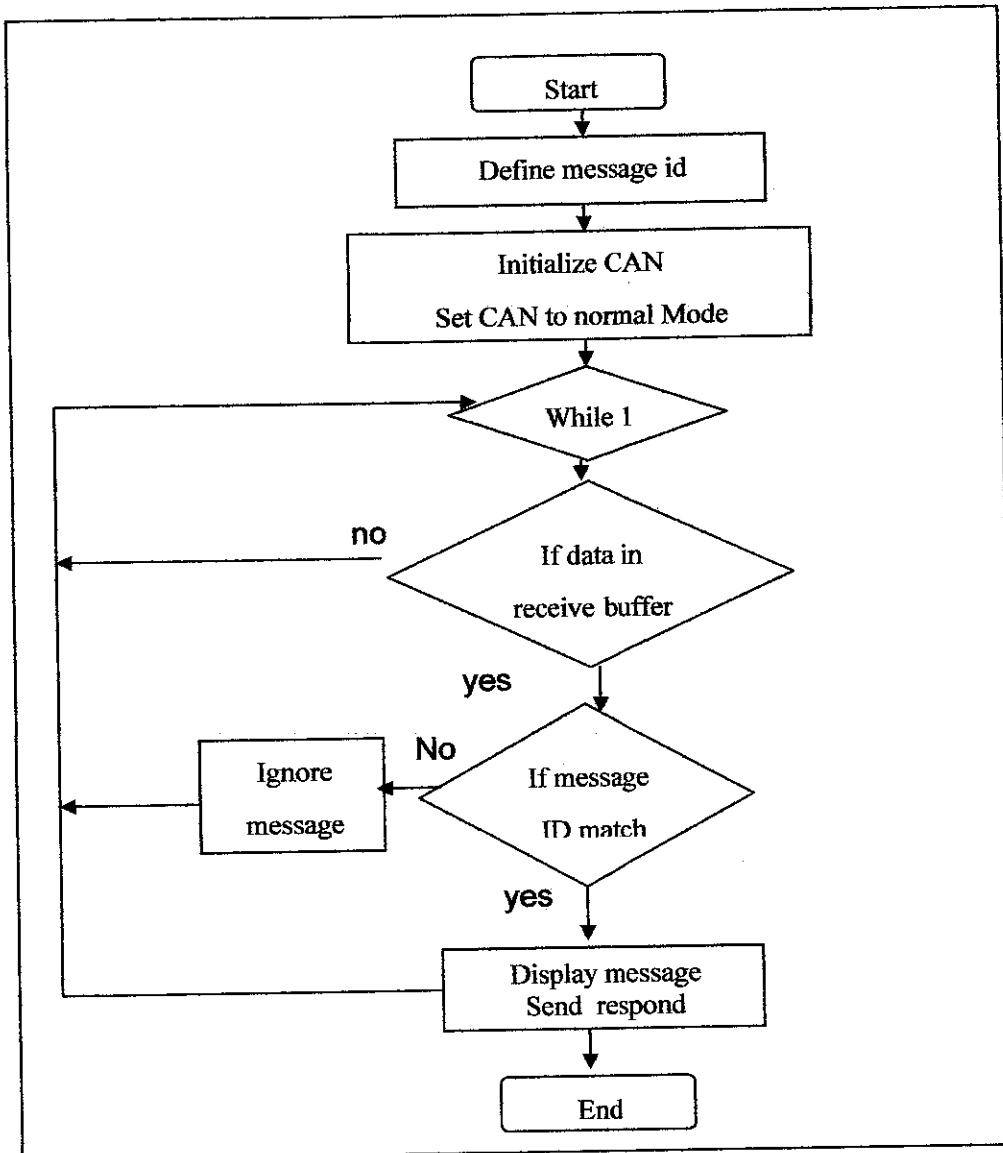 Start
Define message id
Initialize CAN
Set CAN to normal Mode
While 1
no
If data in
receive buffer
yes
No
If message
ID match
Ignore
message
yes
Display message
Send respond
End